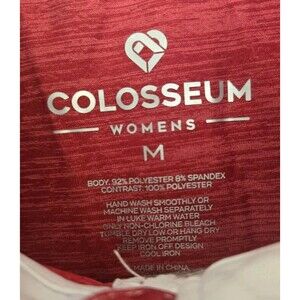 COLOSSEUM
WOMENS
M
BODY: 92% POLYESTER 8% SPANDEX
CONTRAST: 100% POLYESTER
HAND WASH SMOOTHLY OR
MACHINE WASH SEPARATELY
IN LUKE WARM WATER
ONLY NON-CHLORINE BLEACH
TUMBLE DRY LOW OR HANG DRY
REMOVE PROMPTLY
KEEP IRON OFF DESIGN
COOL IRON
MADE IN CHINA